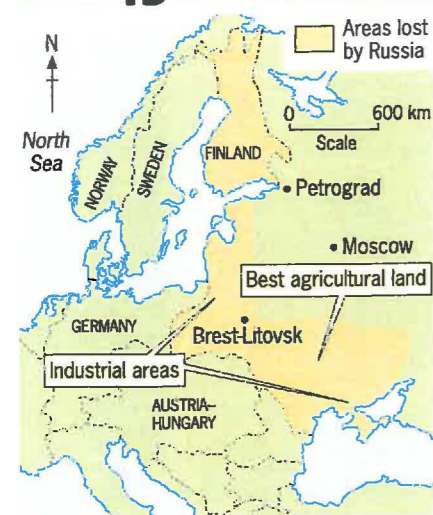 N
Areas lost
by Russia
0 600 km
Scale
North
Sea
NORWAY
SWEDEN
FINLAND
Petrograd
Moscow
Best agricultural land
GERMANY
Brest-Litovsk
Industrial areas
AUSTRIA-
HUNGARY